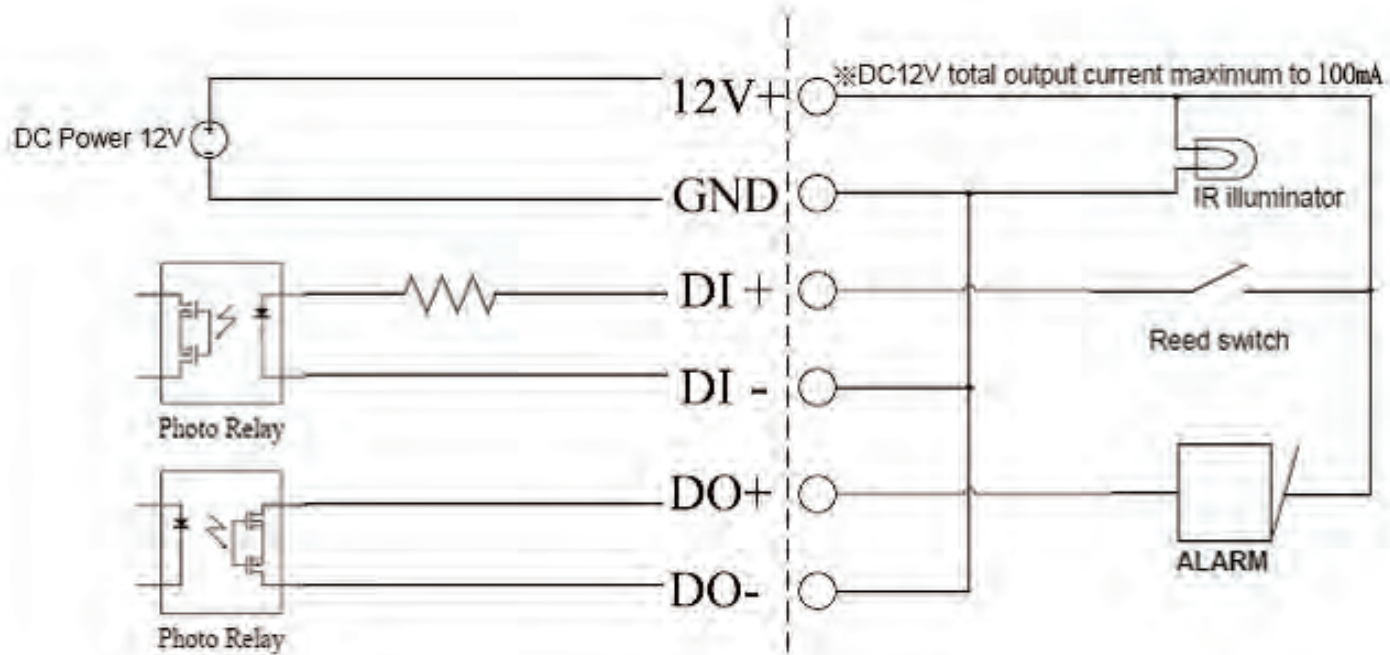 ※DC12V total output current maximum to 100mA
12V+
DC Power 12V
GND
IR illuminator
DI +
Reed switch
DI -
Photo Relay
DO+
ALARM
DO-
Photo Relay